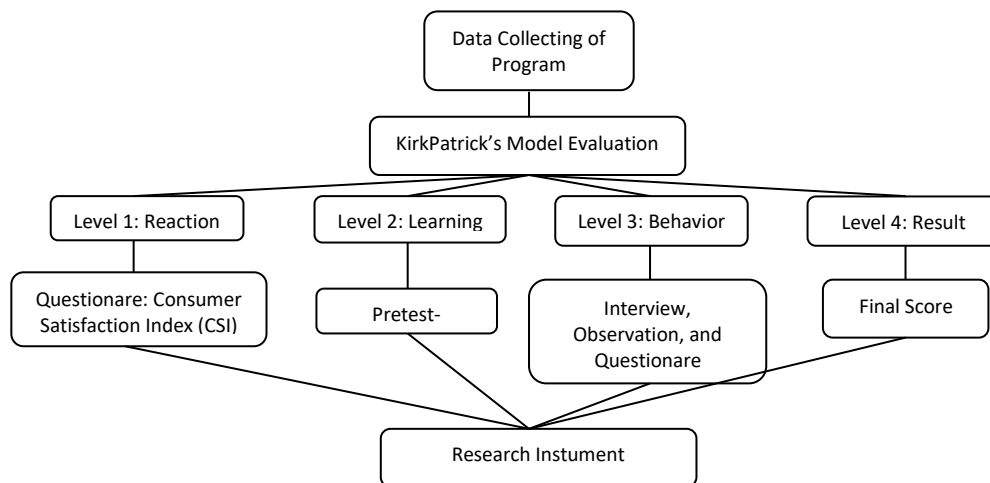 Data Collecting of
Program
KirkPatrick's Model Evaluation
Level 1: Reaction
Level 2: Learning
Level 3: Behavior
Level 4: Result
Questionare: Consumer
Satisfaction Index (CSI)
Pretest-
Interview,
Observation, and
Questionare
Final Score
Research Instument